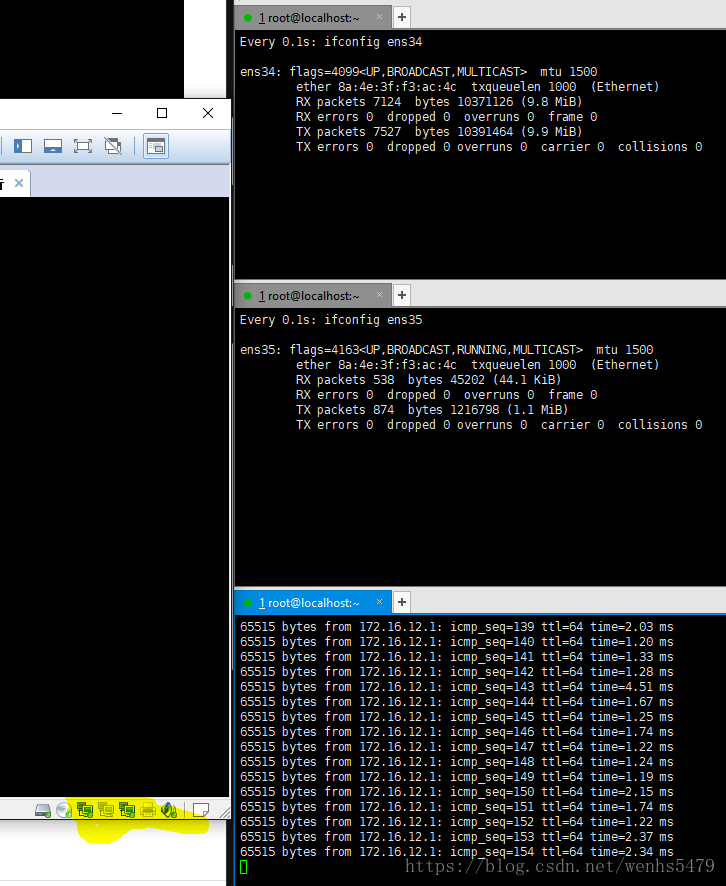 1 root@localhost:~
Every 0.1s: ifconfig ens34
ens34: flags=4099<UP,BROADCAST,MULTICAST>  mtu 1500
        ether 8a:4e:3f:f3:ac:4c  txqueuelen 1000  (Ethernet)
        RX packets 7124  bytes 10371126 (9.8 MiB)
        RX errors 0  dropped 0  overruns 0  frame 0
        TX packets 7527  bytes 10391464 (9.9 MiB)
        TX errors 0  dropped 0 overruns 0  carrier 0  collisions 0
1 root@localhost:~
Every 0.1s: ifconfig ens35
ens35: flags=4163<UP,BROADCAST,RUNNING,MULTICAST>  mtu 1500
        ether 8a:4e:3f:f3:ac:4c  txqueuelen 1000  (Ethernet)
        RX packets 538  bytes 45202 (44.1 KiB)
        RX errors 0  dropped 0  overruns 0  frame 0
        TX packets 874  bytes 1216798 (1.1 MiB)
        TX errors 0  dropped 0 overruns 0  carrier 0  collisions 0
1 root@localhost:~
65515 bytes from 172.16.12.1: icmp_seq=139 ttl=64 time=2.03 ms
65515 bytes from 172.16.12.1: icmp_seq=140 ttl=64 time=1.20 ms
65515 bytes from 172.16.12.1: icmp_seq=141 ttl=64 time=1.33 ms
65515 bytes from 172.16.12.1: icmp_seq=142 ttl=64 time=1.28 ms
65515 bytes from 172.16.12.1: icmp_seq=143 ttl=64 time=4.51 ms
65515 bytes from 172.16.12.1: icmp_seq=144 ttl=64 time=1.67 ms
65515 bytes from 172.16.12.1: icmp_seq=145 ttl=64 time=1.25 ms
65515 bytes from 172.16.12.1: icmp_seq=146 ttl=64 time=1.74 ms
65515 bytes from 172.16.12.1: icmp_seq=147 ttl=64 time=1.22 ms
65515 bytes from 172.16.12.1: icmp_seq=148 ttl=64 time=1.24 ms
65515 bytes from 172.16.12.1: icmp_seq=149 ttl=64 time=1.19 ms
65515 bytes from 172.16.12.1: icmp_seq=150 ttl=64 time=2.15 ms
65515 bytes from 172.16.12.1: icmp_seq=151 ttl=64 time=1.74 ms
65515 bytes from 172.16.12.1: icmp_seq=152 ttl=64 time=1.22 ms
65515 bytes from 172.16.12.1: icmp_seq=153 ttl=64 time=2.37 ms
65515 bytes from 172.16.12.1: icmp_seq=154 ttl=64 time=2.34 ms
https://blog.csdn.net/wenhs5479